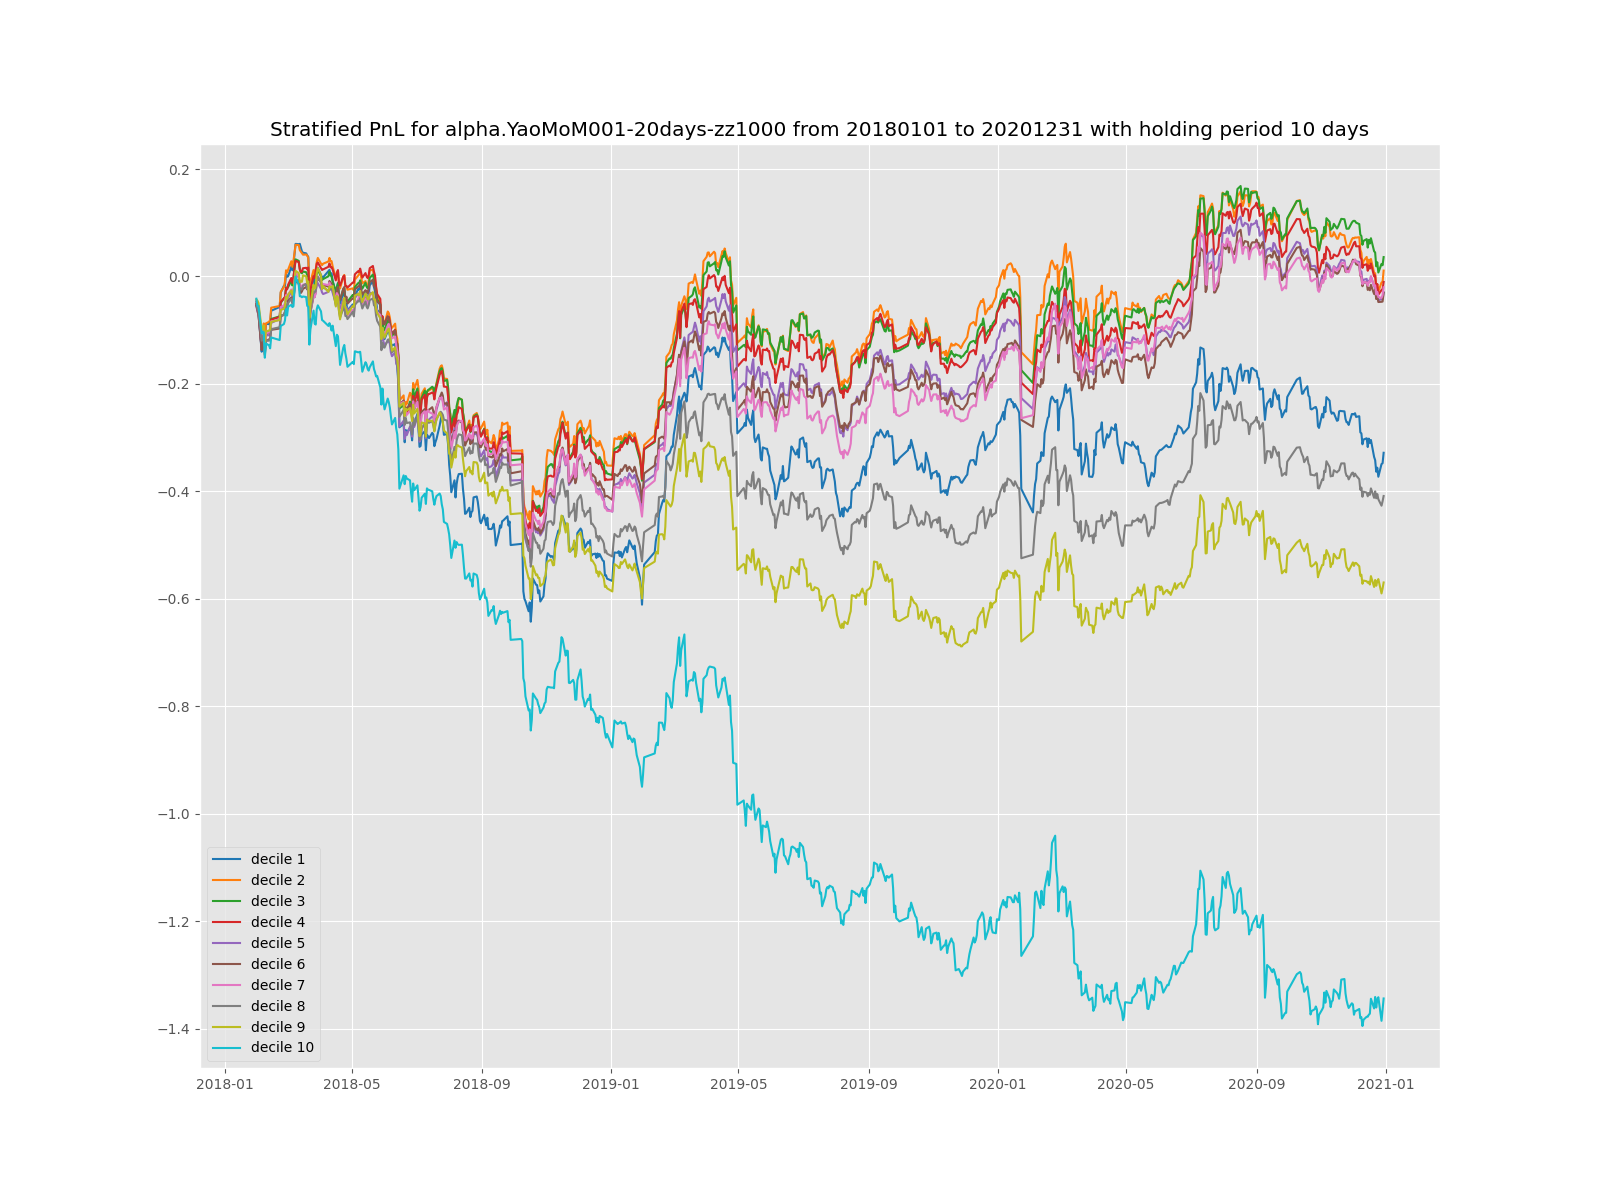 Stratified PnL for alpha.YaoMoM001-20days-zz1000 from 20180101 to 20201231 with holding period 10 days
0.2
0.0
−0.2
−0.4
−0.6
−0.8
−1.0
−1.2
−1.4
decile 1
decile 2
decile 3
decile 4
decile 5
decile 6
decile 7
decile 8
decile 9
decile 10
2018-01 2018-05 2018-09 2019-01 2019-05 2019-09 2020-01 2020-05 2020-09 2021-01